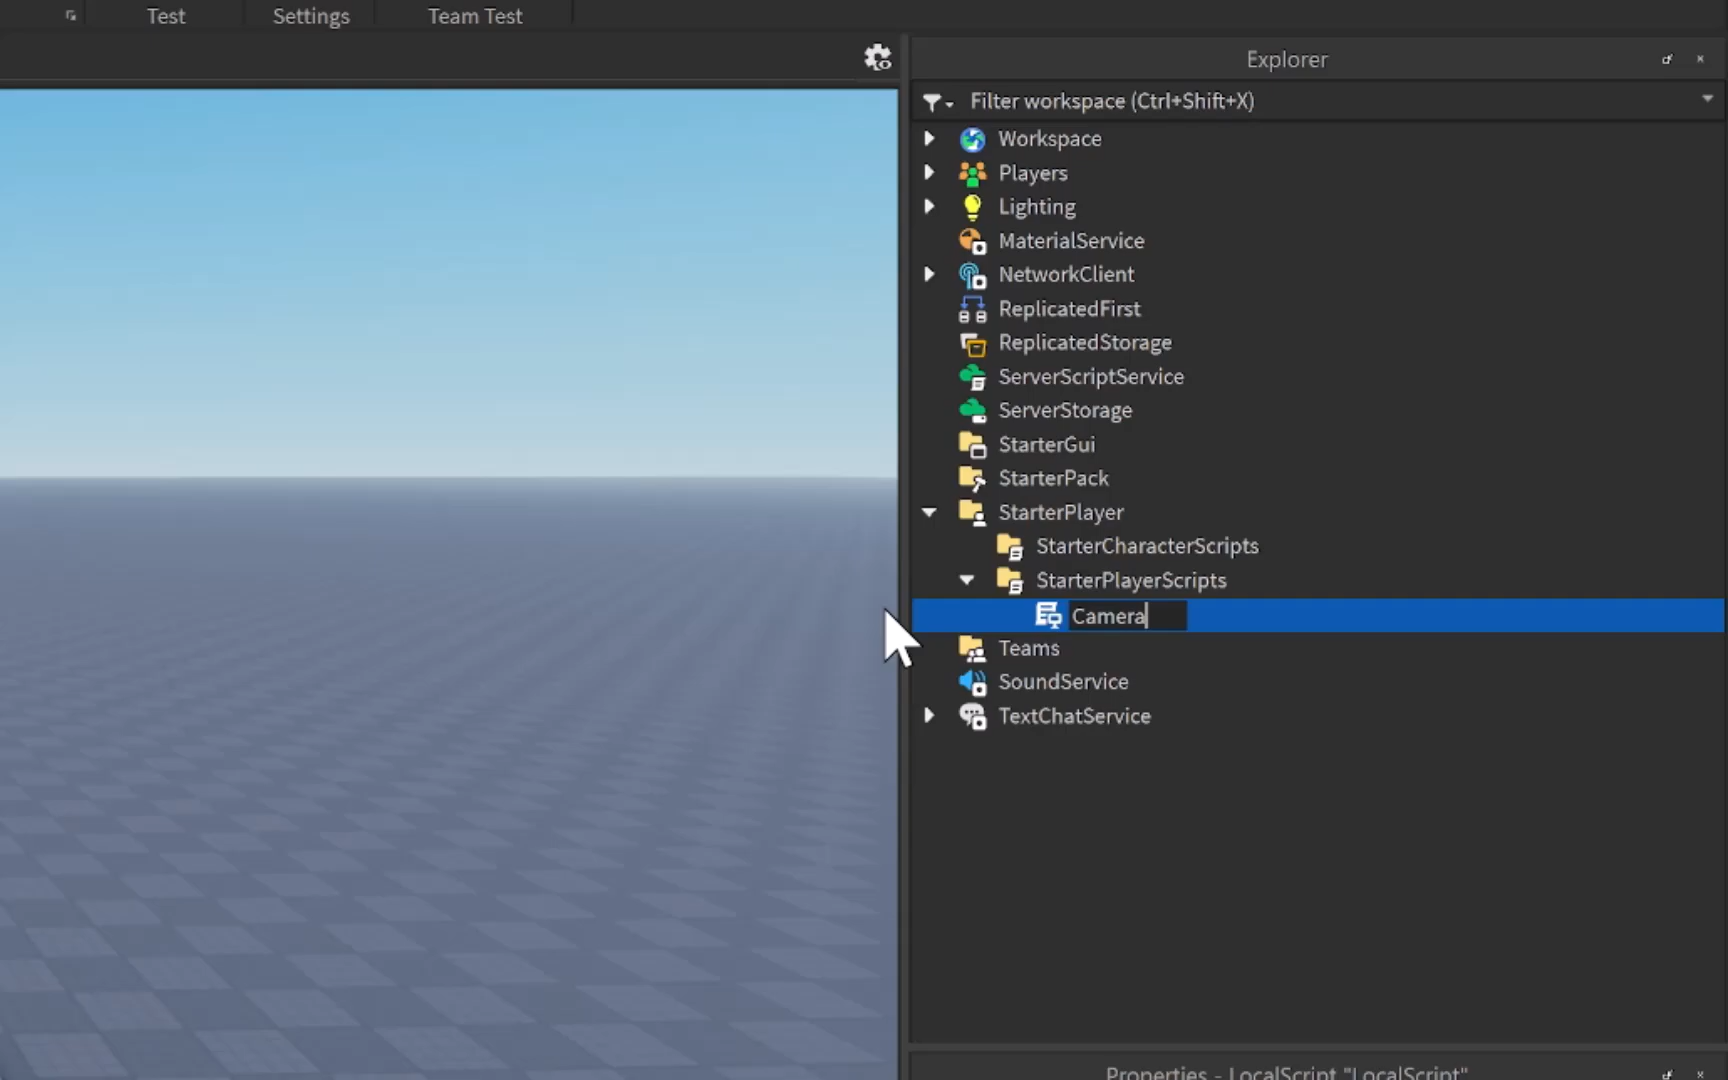 Test
Settings
Team Test
Explorer
Filter workspace (Ctrl+Shift+X)
Workspace
Players
Lighting
MaterialService
NetworkClient
ReplicatedFirst
ReplicatedStorage
ServerScriptService
ServerStorage
StarterGui
StarterPack
StarterPlayer
StarterCharacterScripts
StarterPlayerScripts
Camera
Teams
SoundService
TextChatService
Properties - LocalScript "LocalScript"